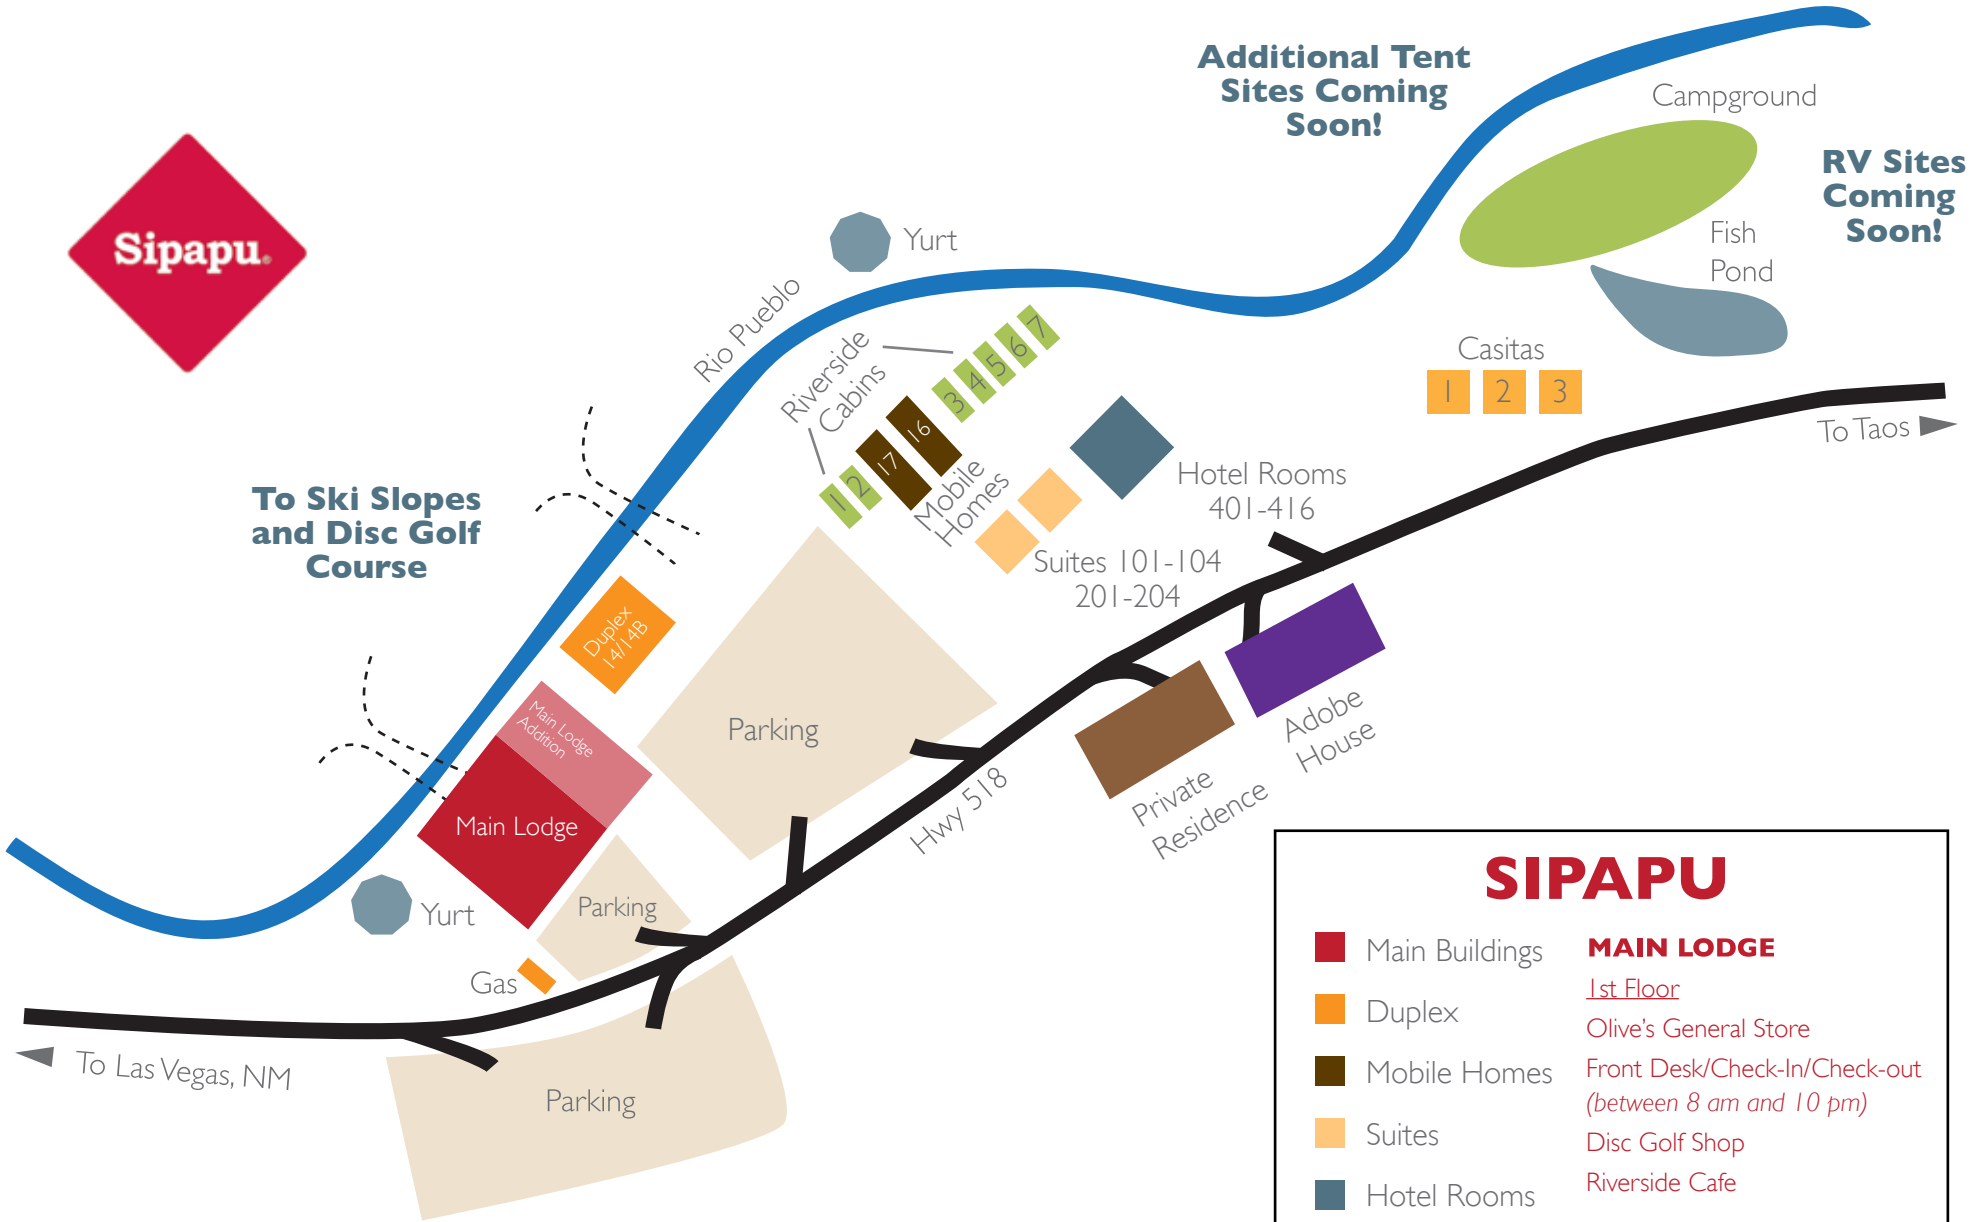 Additional Tent
Sites Coming
Soon!
Campground
RV Sites
Coming
Soon!
Sipapu®
Yurt
Fish
Pond
Rio Pueblo
Riverside
Cabins
1
2
3
4
5
6
7
16
17
Mobile
Homes
Casitas
1
2
3
To Taos
Hotel Rooms
401-416
Suites 101-104
201-204
To Ski Slopes
and Disc Golf
Course
Duplex
14/14B
Main Lodge
Addition
Main Lodge
Parking
Adobe
House
Private
Residence
Hwy 518
Yurt
Parking
Gas
To Las Vegas, NM
Parking
SIPAPU
Main Buildings
Duplex
Mobile Homes
Suites
Hotel Rooms
MAIN LODGE
1st Floor
Olive's General Store
Front Desk/Check-In/Check-out
(between 8 am and 10 pm)
Disc Golf Shop
Riverside Cafe